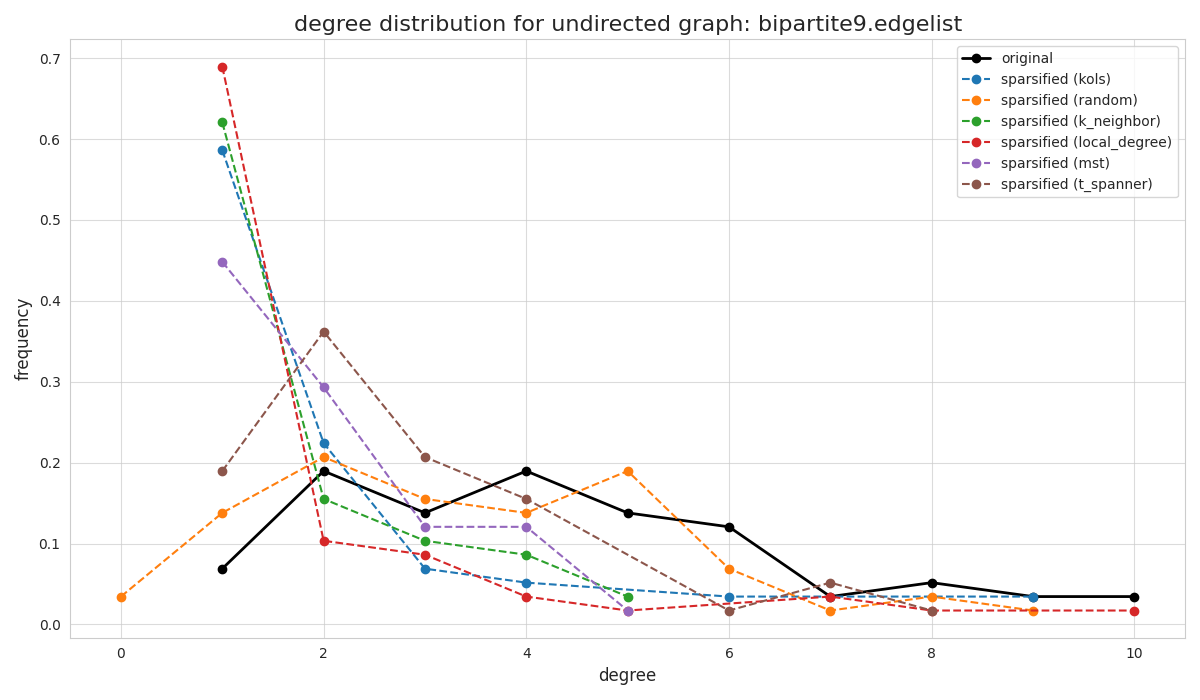 degree distribution for undirected graph: bipartite9.edgelist
original
sparsified (kols)
sparsified (random)
sparsified (k_neighbor)
sparsified (local_degree)
sparsified (mst)
sparsified (t_spanner)
frequency
0.7
0.6
0.5
0.4
0.3
0.2
0.1
0.0
0 2 4 6 8 10
degree